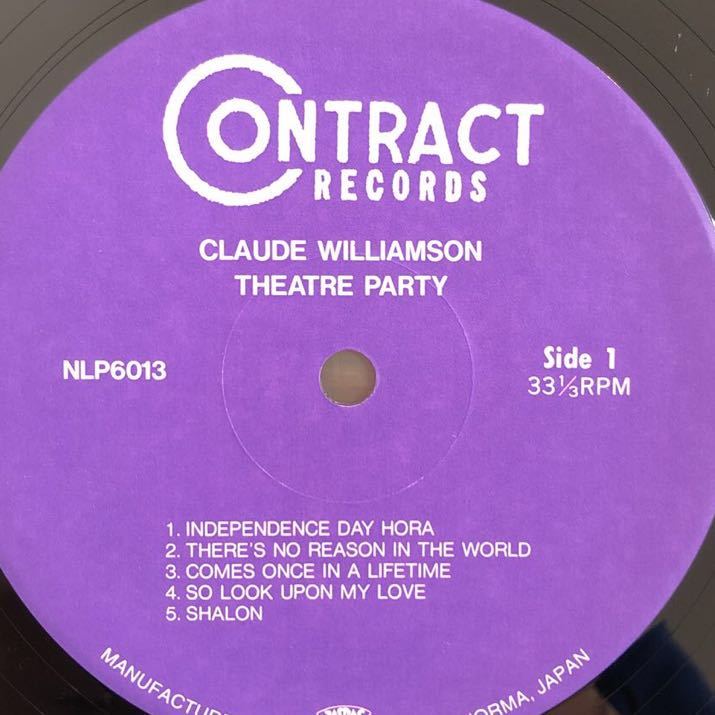 CONTRACT
RECORDS
CLAUDE WILLIAMSON
THEATRE PARTY
NLP6013
Side 1
33⅓RPM
1. INDEPENDENCE DAY HORA
2. THERE'S NO REASON IN THE WORLD
3. COMES ONCE IN A LIFETIME
4. SO LOOK UPON MY LOVE
5. SHALON
JAPAN